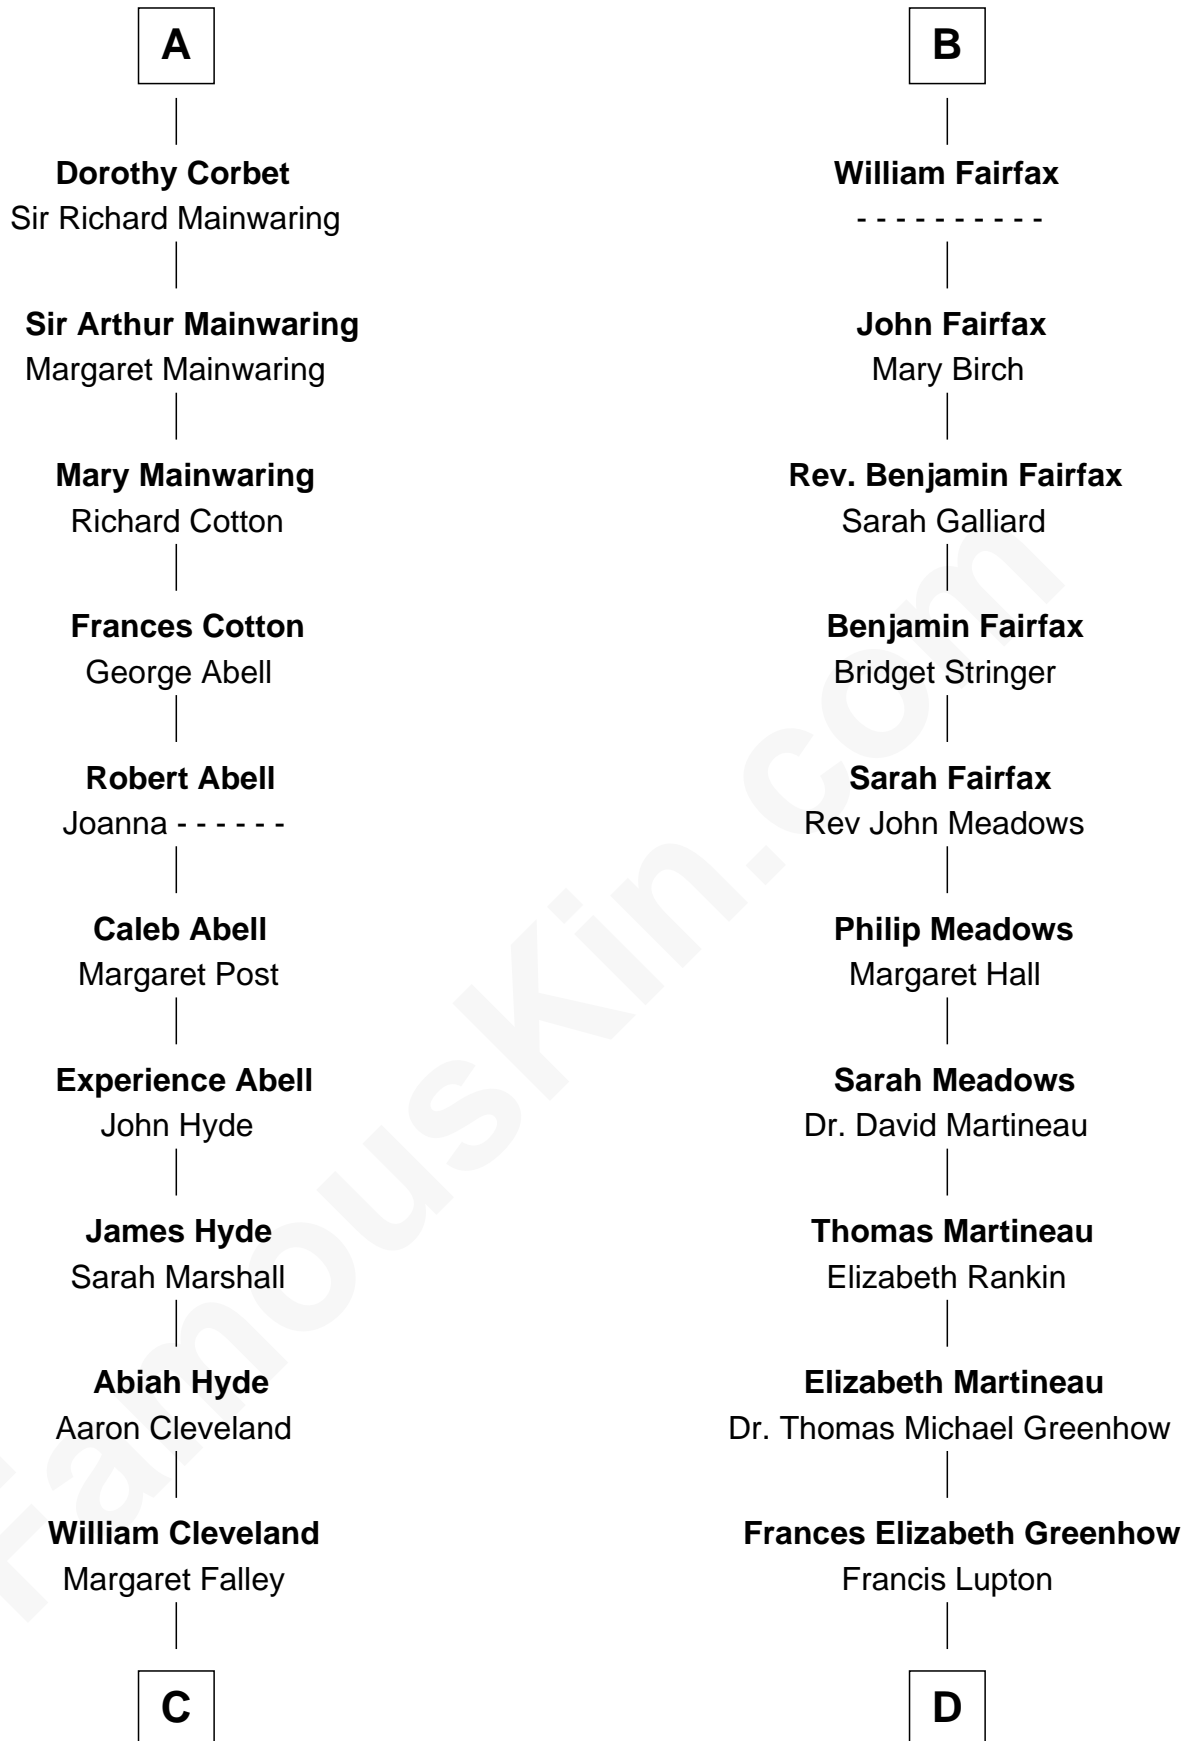 A
Dorothy Corbet
Sir Richard Mainwaring
Sir Arthur Mainwaring
Margaret Mainwaring
Mary Mainwaring
Richard Cotton
Frances Cotton
George Abell
Robert Abell
Joanna - - - - - -
Caleb Abell
Margaret Post
Experience Abell
John Hyde
James Hyde
Sarah Marshall
Abiah Hyde
Aaron Cleveland
William Cleveland
Margaret Falley
C
B
William Fairfax
- - - - - - - - - -
John Fairfax
Mary Birch
Rev. Benjamin Fairfax
Sarah Galliard
Benjamin Fairfax
Bridget Stringer
Sarah Fairfax
Rev John Meadows
Philip Meadows
Margaret Hall
Sarah Meadows
Dr. David Martineau
Thomas Martineau
Elizabeth Rankin
Elizabeth Martineau
Dr. Thomas Michael Greenhow
Frances Elizabeth Greenhow
Francis Lupton
D
FamousKin.com